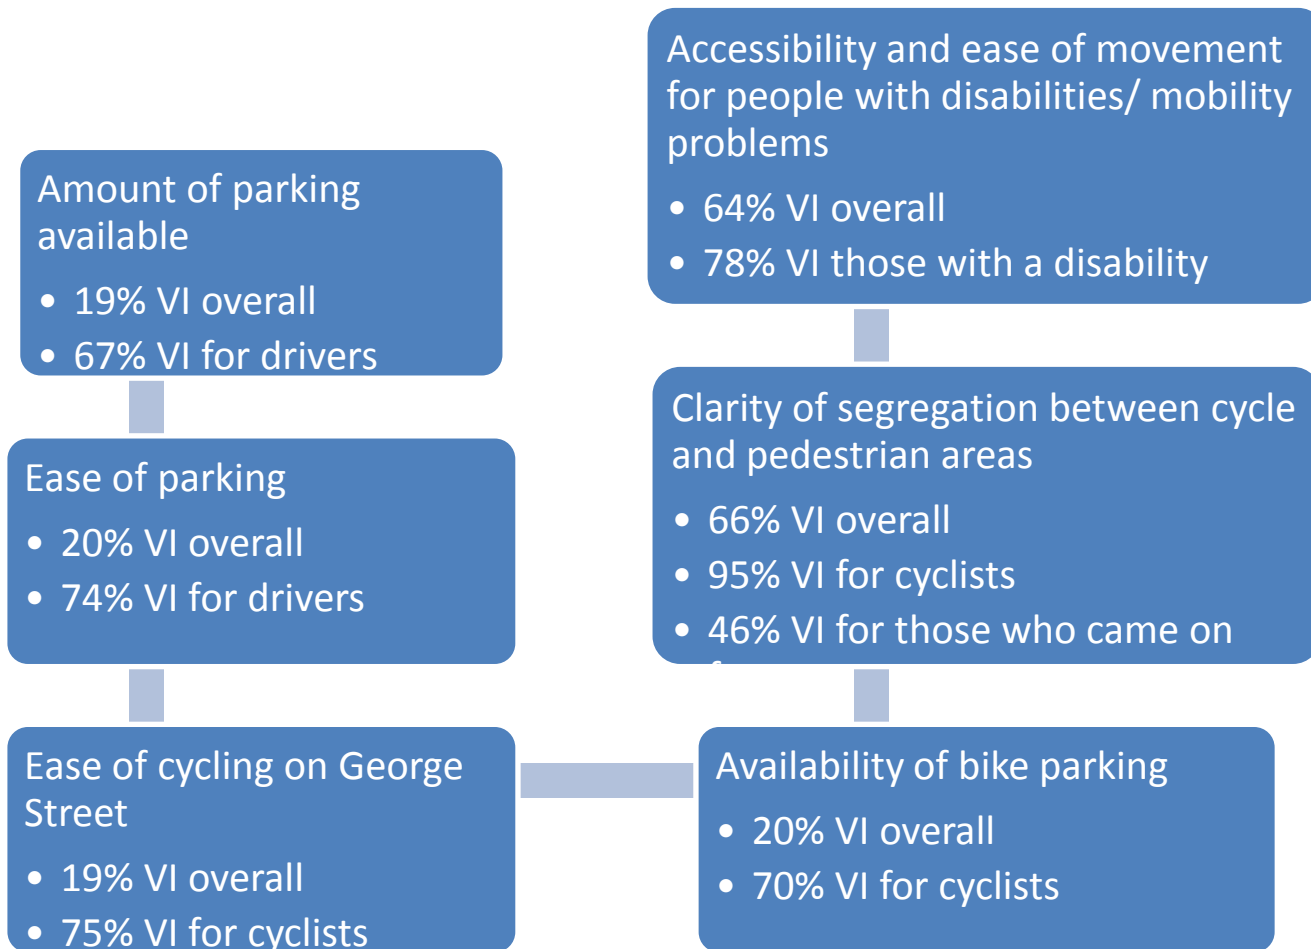 Amount of parking
available
• 19% VI overall
• 67% VI for drivers
Ease of parking
• 20% VI overall
• 74% VI for drivers
Ease of cycling on George
Street
• 19% VI overall
• 75% VI for cyclists
Availability of bike parking
• 20% VI overall
• 70% VI for cyclists
Clarity of segregation between cycle
and pedestrian areas
• 66% VI overall
• 95% VI for cyclists
• 46% VI for those who came on
Accessibility and ease of movement
for people with disabilities/ mobility
problems
• 64% VI overall
• 78% VI those with a disability